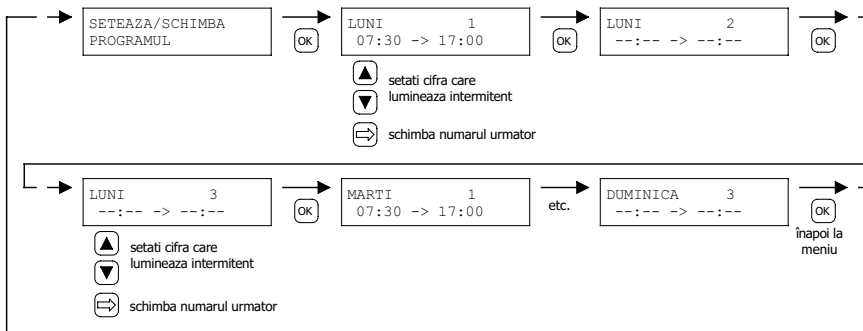 SETEAZA/SCHIMBA
PROGRAMUL
OK
LUNI 1
07:30 -> 17:00
OK
LUNI 2
--:-- -> --:--
OK
setati cifra care
lumineaza intermitent
schimba numarul urmator
LUNI 3
--:-- -> --:--
OK
MARTI 1
07:30 -> 17:00
etc.
DUMINICA 3
--:-- -> --:--
OK
înapoi la
meniu
setati cifra care
lumineaza intermitent
schimba numarul urmator